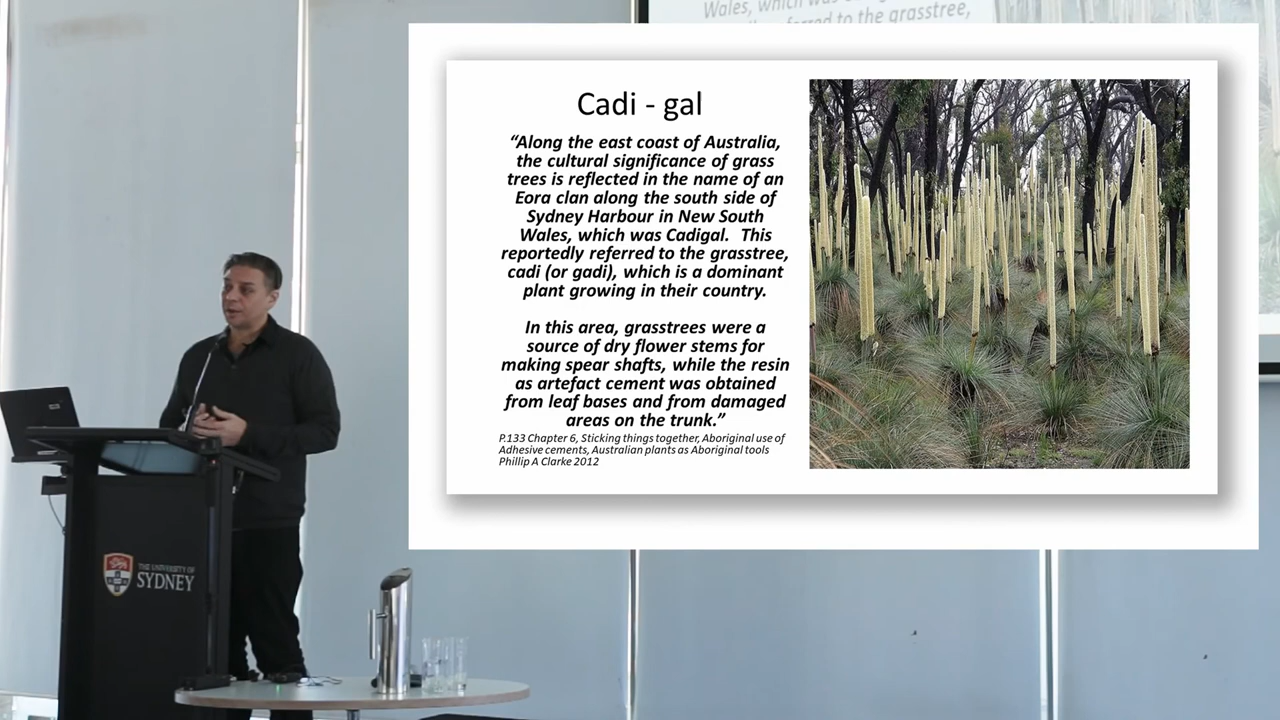 Wales, which was
ferred to the grasstree,
Cadi - gal
“Along the east coast of Australia,
the cultural significance of grass
trees is reflected in the name of an
Eora clan along the south side of
Sydney Harbour in New South
Wales, which was Cadigal.  This
reportedly referred to the grasstree,
cadi (or gadi), which is a dominant
plant growing in their country.
In this area, grasstrees were a
source of dry flower stems for
making spear shafts, while the resin
as artefact cement was obtained
from leaf bases and from damaged
areas on the trunk.”
P.133 Chapter 6, Sticking things together, Aboriginal use of
Adhesive cements, Australian plants as Aboriginal tools
Phillip A Clarke 2012
THE UNIVERSITY OF
SYDNEY